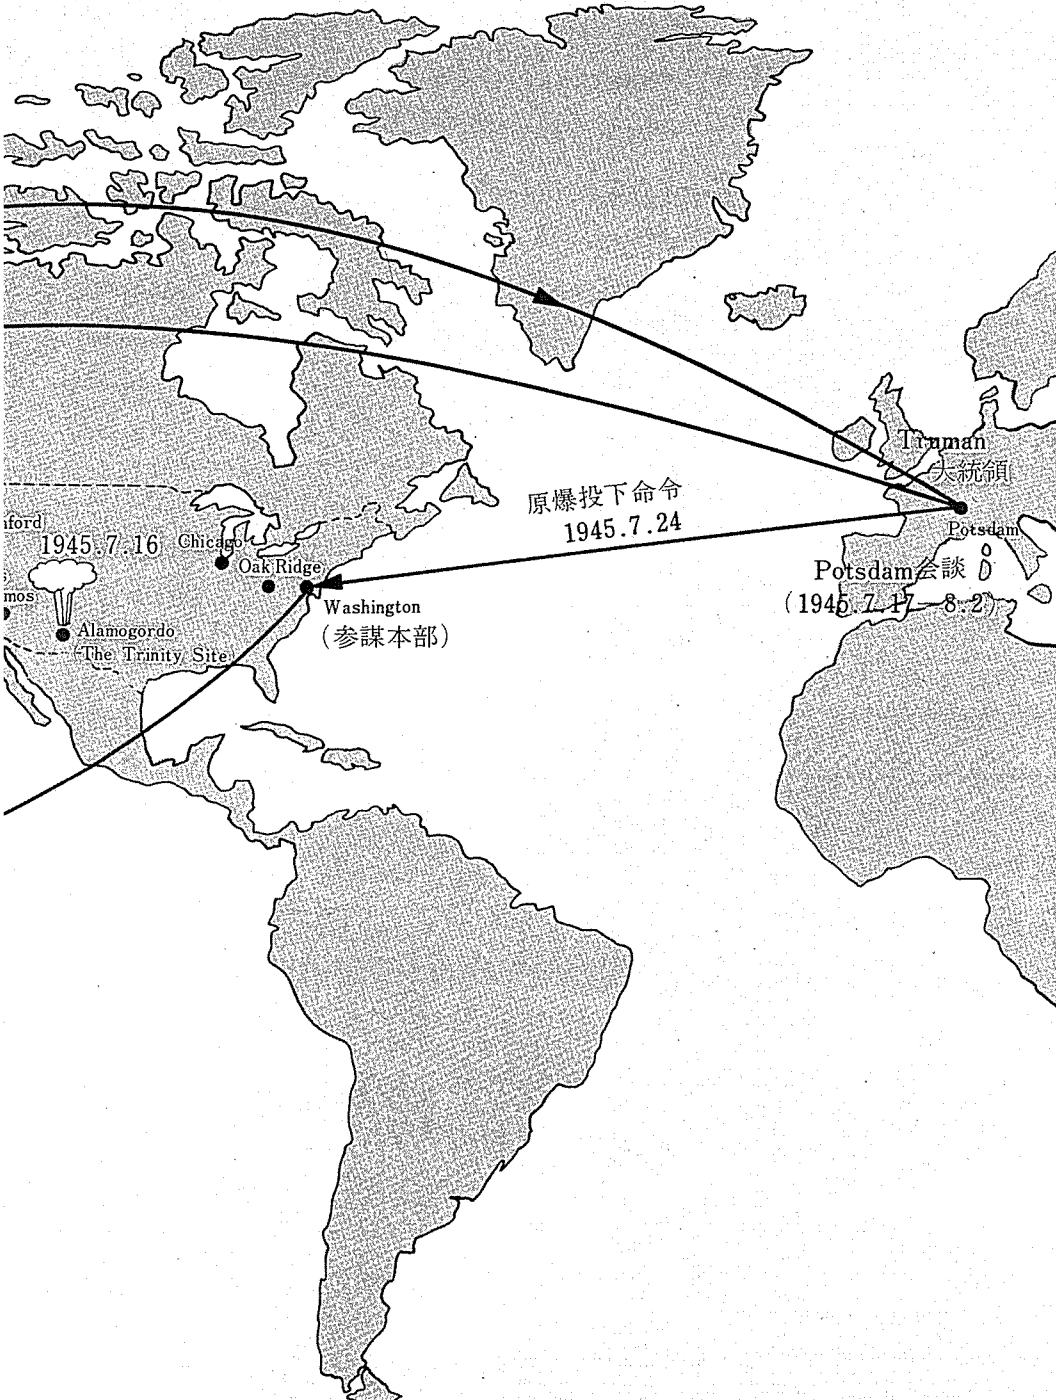 Truman
大統領
原爆投下命令
1945.7.24
Potsdam
Potsdam会談
(1945.7.17—8.2)
nford
1945.7.16
Chicago
Oak Ridge
s
mos
Washington
(参謀本部)
Alamogordo
The Trinity Site